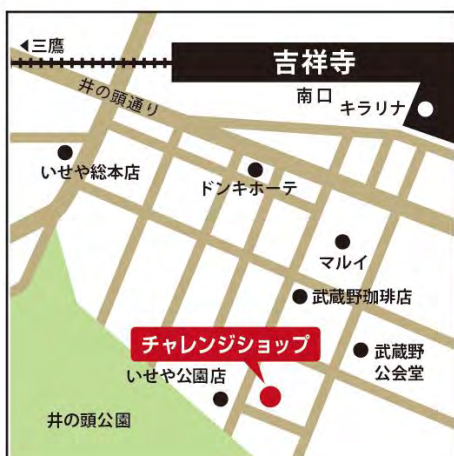 ◀三鷹
吉祥寺
南口
キラリナ
井の頭通り
いせや総本店
ドンキホーテ
マルイ
武蔵野珈琲店
チャレンジショップ
武蔵野
公会堂
いせや公園店
井の頭公園